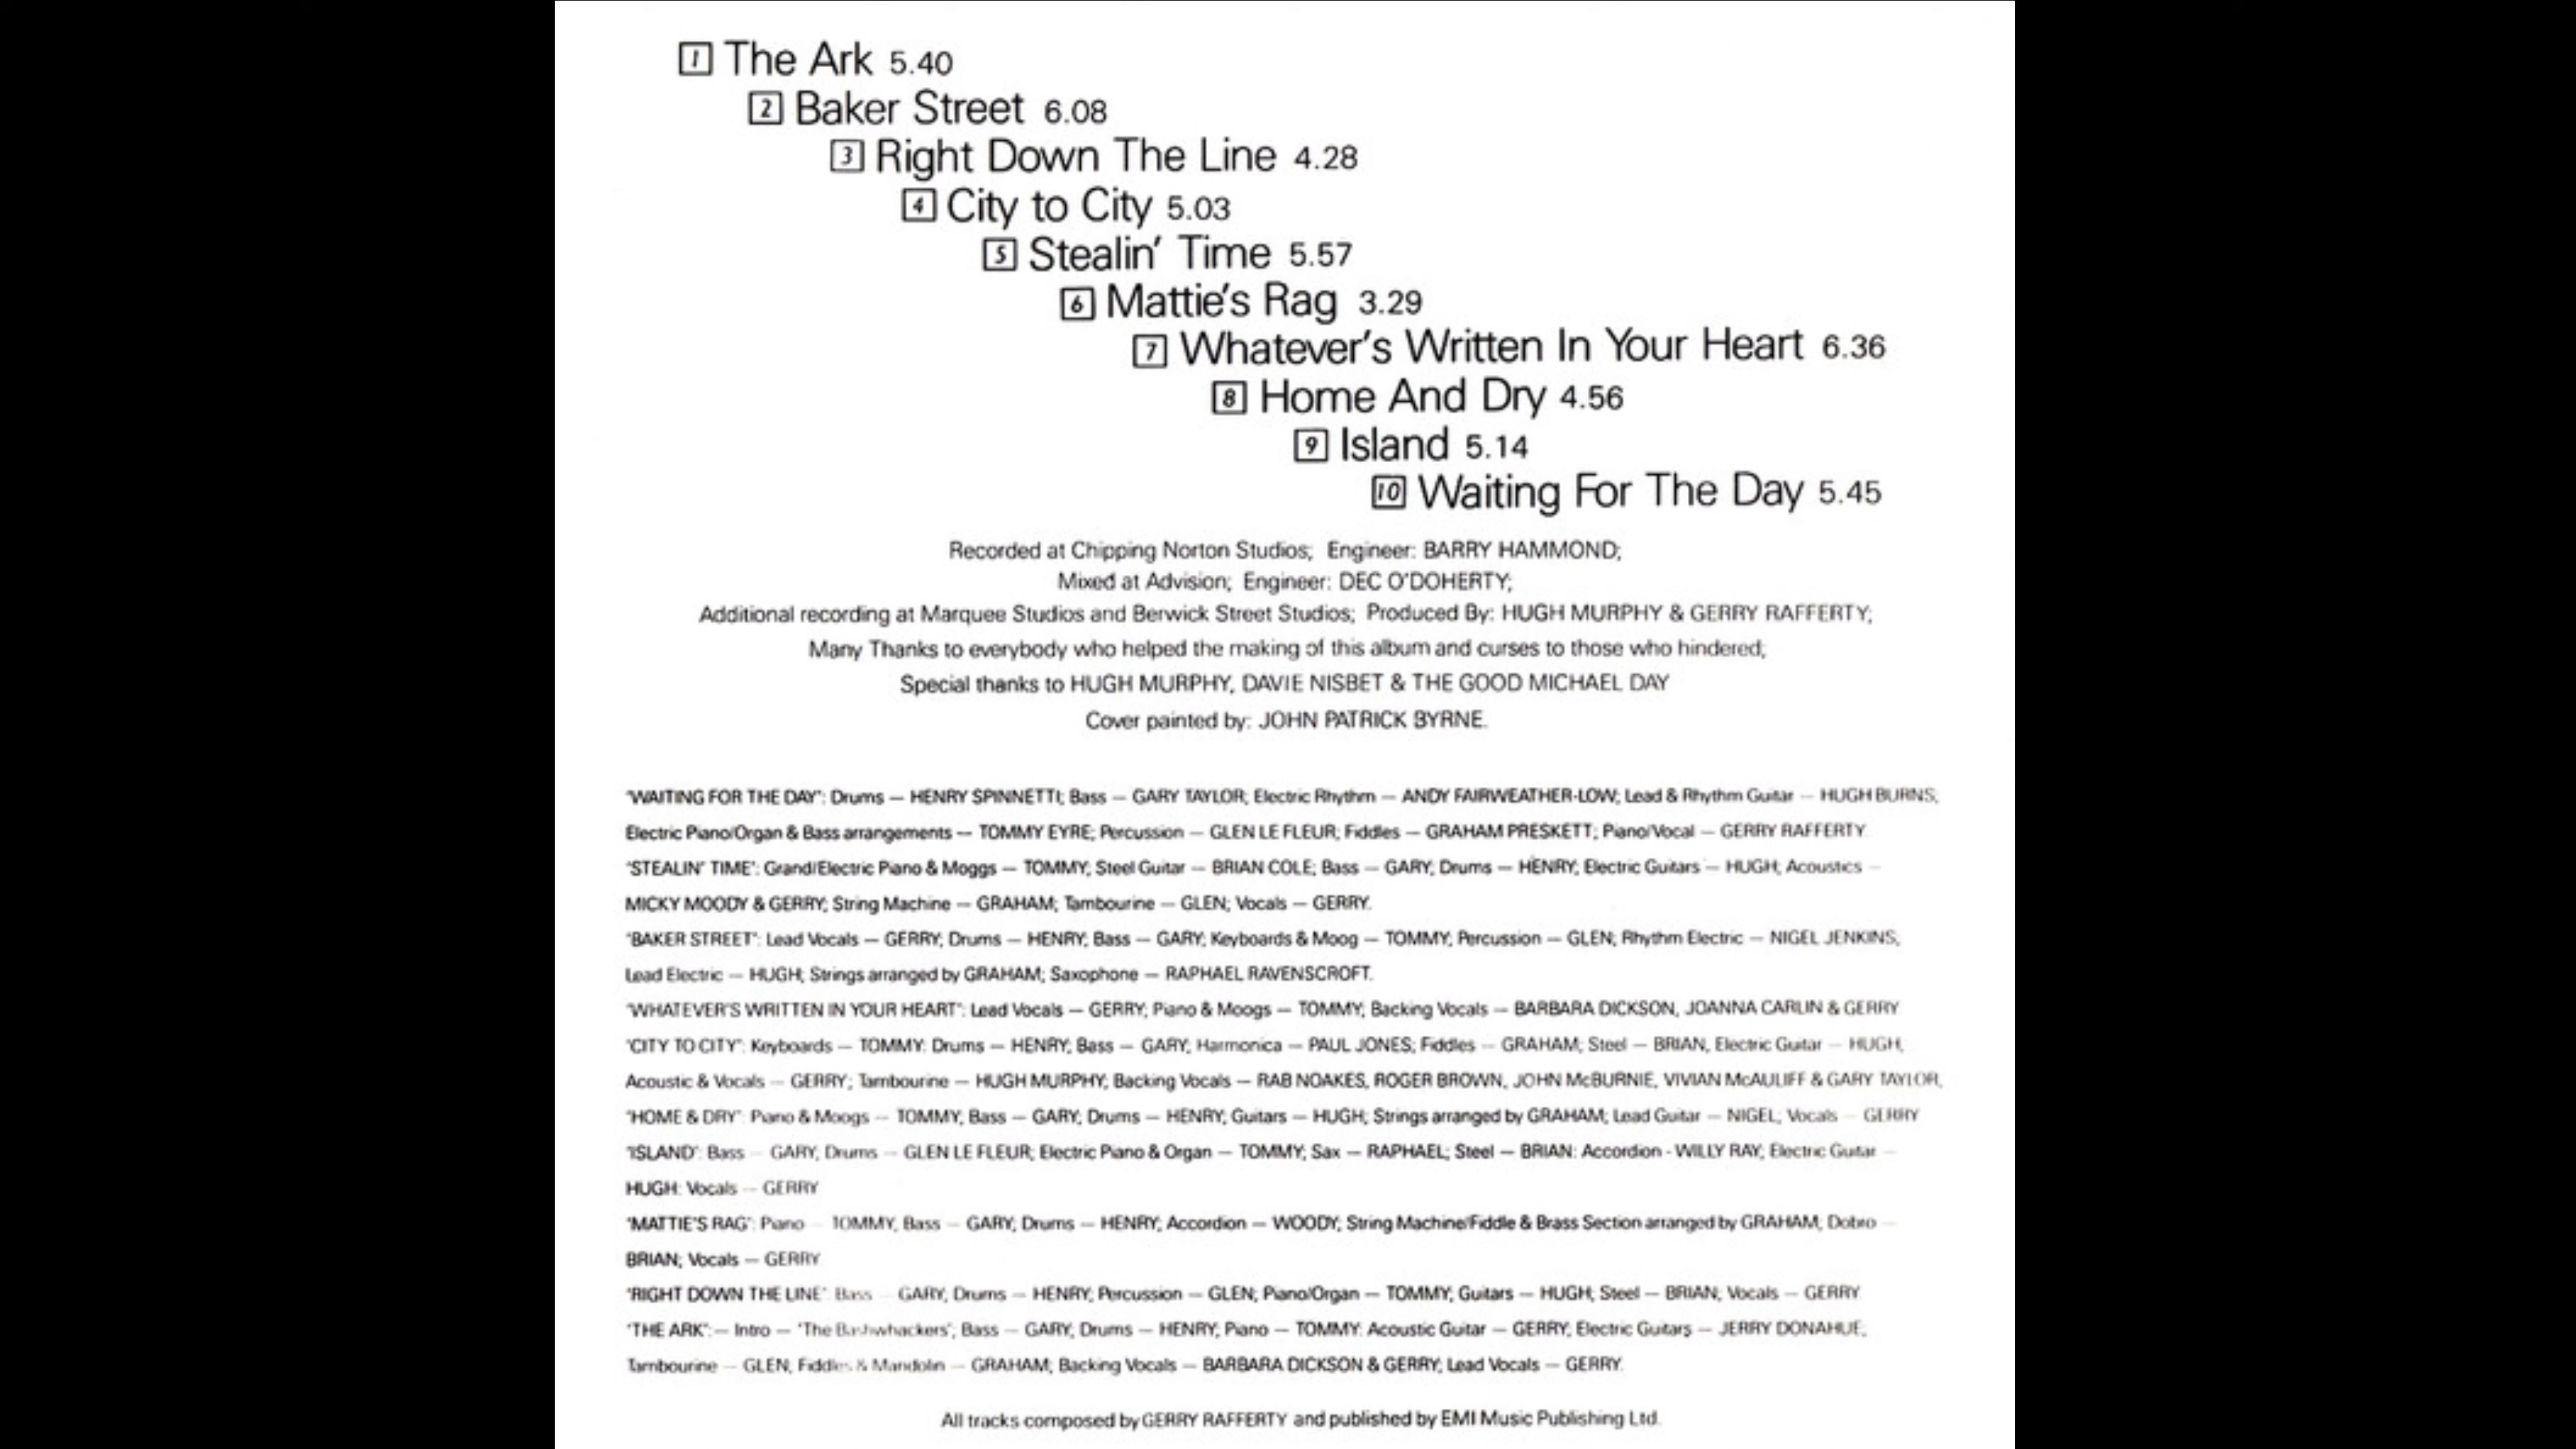 1 The Ark 5.40
2 Baker Street 6.08
3 Right Down The Line 4.28
4 City to City 5.03
5 Stealin' Time 5.57
6 Mattie's Rag 3.29
7 Whatever's Written In Your Heart 6.36
8 Home And Dry 4.56
9 Island 5.14
10 Waiting For The Day 5.45
Recorded at Chipping Norton Studios; Engineer: BARRY HAMMOND;
Mixed at Advision; Engineer: DEC O'DOHERTY;
Additional recording at Marquee Studios and Berwick Street Studios; Produced By: HUGH MURPHY & GERRY RAFFERTY;
Many Thanks to everybody who helped the making of this album and curses to those who hindered;
Special thanks to HUGH MURPHY, DAVIE NISBET & THE GOOD MICHAEL DAY
Cover painted by: JOHN PATRICK BYRNE.
"WAITING FOR THE DAY": Drums — HENRY SPINNETTI; Bass — GARY TAYLOR; Electric Rhythm — ANDY FAIRWEATHER-LOW; Lead & Rhythm Guitar — HUGH BURNS;
Electric Piano/Organ & Bass arrangements — TOMMY EYRE; Percussion — GLEN LE FLEUR; Fiddles — GRAHAM PRESKETT; Piano/Vocal — GERRY RAFFERTY
"STEALIN' TIME": Grand/Electric Piano & Moggs — TOMMY; Steel Guitar — BRIAN COLE; Bass — GARY; Drums — HENRY; Electric Guitars — HUGH; Acoustics —
MICKY MOODY & GERRY; String Machine — GRAHAM; Tambourine — GLEN; Vocals — GERRY.
"BAKER STREET": Lead Vocals — GERRY; Drums — HENRY; Bass — GARY; Keyboards & Moog — TOMMY; Percussion — GLEN; Rhythm Electric — NIGEL JENKINS;
Lead Electric — HUGH; Strings arranged by GRAHAM; Saxophone — RAPHAEL RAVENSCROFT.
"WHATEVER'S WRITTEN IN YOUR HEART": Lead Vocals — GERRY; Piano & Moogs — TOMMY; Backing Vocals — BARBARA DICKSON, JOANNA CARLIN & GERRY
"CITY TO CITY": Keyboards — TOMMY: Drums — HENRY; Bass — GARY; Harmonica — PAUL JONES; Fiddles — GRAHAM; Steel — BRIAN, Electric Guitar — HUGH,
Acoustic & Vocals — GERRY; Tambourine — HUGH MURPHY; Backing Vocals — RAB NOAKES, ROGER BROWN, JOHN McBURNIE, VIVIAN McAULIFF & GARY TAYLOR,
"HOME & DRY": Piano & Moogs — TOMMY; Bass — GARY; Drums — HENRY; Guitars — HUGH; Strings arranged by GRAHAM; Lead Guitar — NIGEL; Vocals — GERRY
"ISLAND": Bass — GARY, Drums — GLEN LE FLEUR; Electric Piano & Organ — TOMMY; Sax — RAPHAEL; Steel — BRIAN: Accordion - WILLY RAY; Electric Guitar —
HUGH: Vocals — GERRY
"MATTIE'S RAG": Piano — TOMMY, Bass — GARY; Drums — HENRY; Accordion — WOODY; String Machine/Fiddle & Brass Section arranged by GRAHAM; Dobro —
BRIAN; Vocals — GERRY
"RIGHT DOWN THE LINE": Bass — GARY, Drums — HENRY; Percussion — GLEN; Piano/Organ — TOMMY; Guitars — HUGH; Steel — BRIAN; Vocals — GERRY
"THE ARK": — Intro — "The Bushwhackers"; Bass — GARY; Drums — HENRY; Piano — TOMMY: Acoustic Guitar — GERRY; Electric Guitars — JERRY DONAHUE;
Tambourine — GLEN, Fiddles & Mandolin — GRAHAM; Backing Vocals — BARBARA DICKSON & GERRY; Lead Vocals — GERRY.
All tracks composed by GERRY RAFFERTY and published by EMI Music Publishing Ltd.